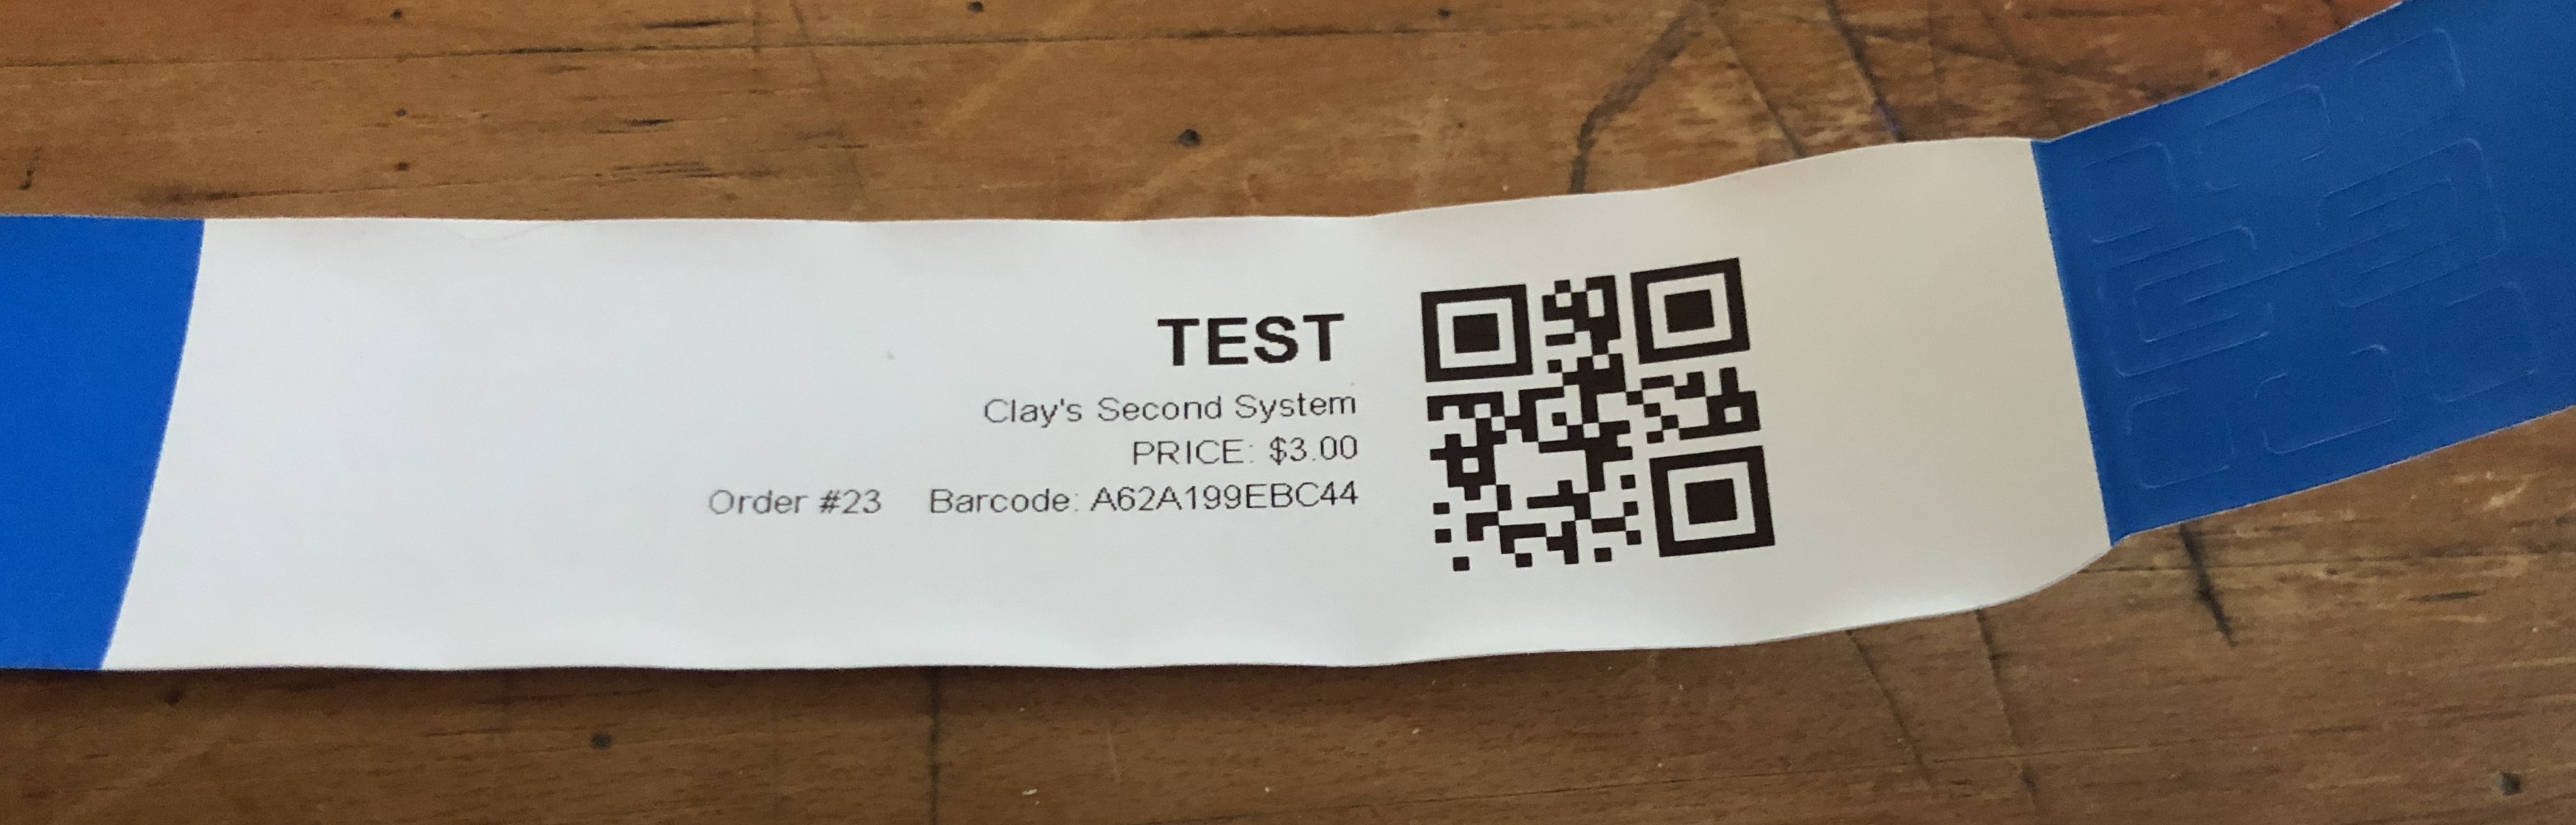 TEST
Clay's Second System
PRICE: $3.00
Order #23 Barcode: A62A199EBC44